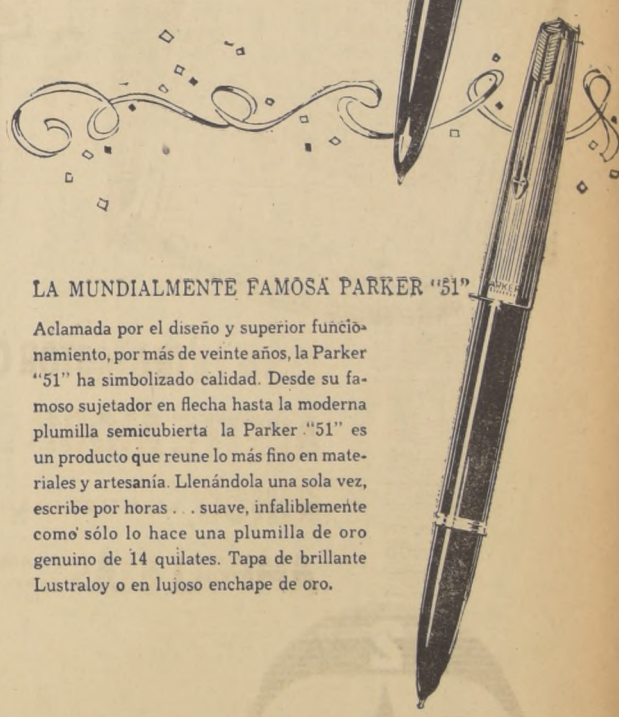 LA MUNDIALMENTE FAMOSA PARKER “51”
Aclamada por el diseño y superior funcio-
namiento, por más de veinte años, la Parker
“51” ha simbolizado calidad. Desde su fa-
moso sujetador en flecha hasta la moderna
plumilla semicubierta la Parker “51” es
un producto que reune lo más fino en mate-
riales y artesanía. Llenándola una sola vez,
escribe por horas . . . suave, infaliblemente
como sólo lo hace una plumilla de oro
genuino de 14 quilates. Tapa de brillante
Lustraloy o en lujoso enchape de oro.
PARKER